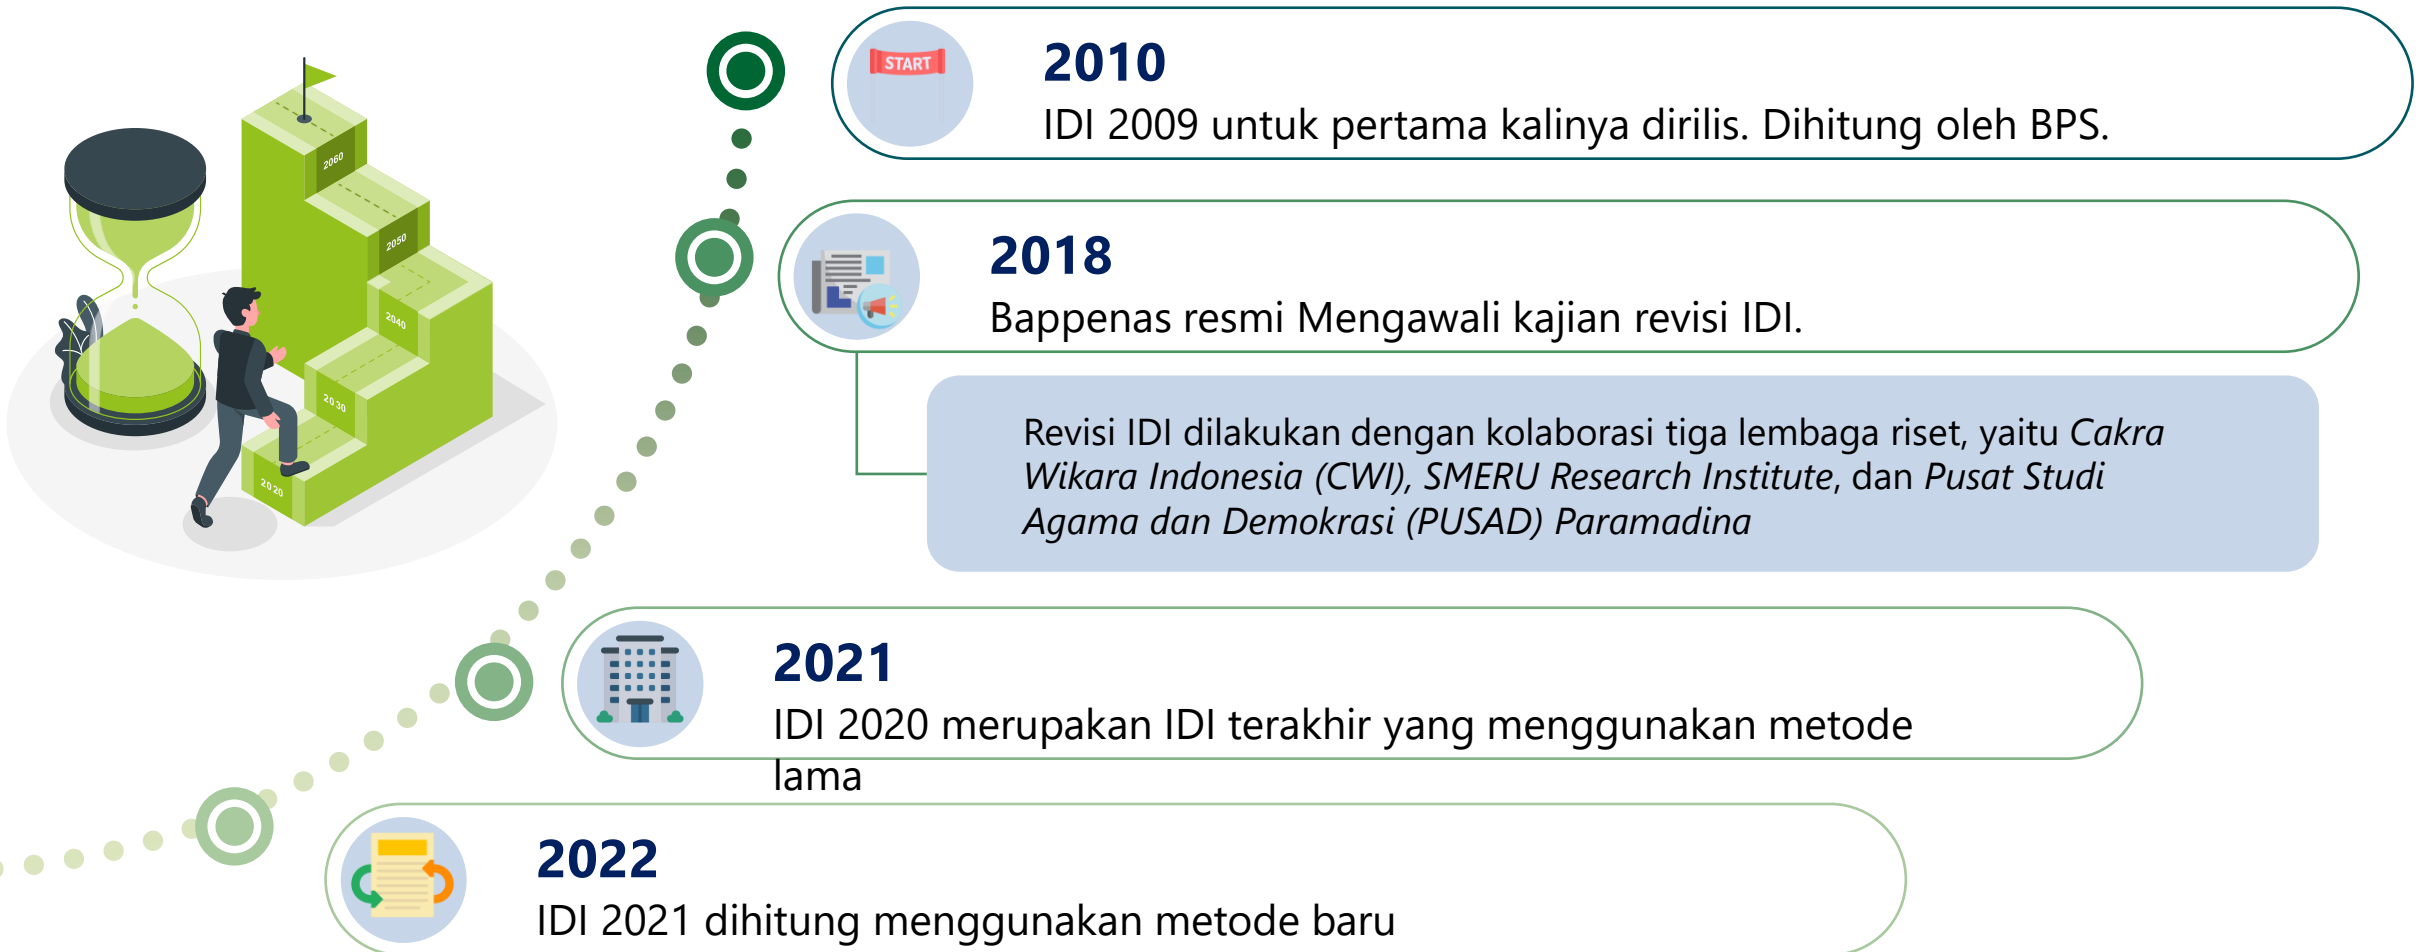 START
2010
IDI 2009 untuk pertama kalinya dirilis. Dihitung oleh BPS.
2060
2050
2040
2030
2020
2018
Bappenas resmi Mengawali kajian revisi IDI.
Revisi IDI dilakukan dengan kolaborasi tiga lembaga riset, yaitu Cakra
Wikara Indonesia (CWI), SMERU Research Institute, dan Pusat Studi
Agama dan Demokrasi (PUSAD) Paramadina
2021
IDI 2020 merupakan IDI terakhir yang menggunakan metode
lama
2022
IDI 2021 dihitung menggunakan metode baru